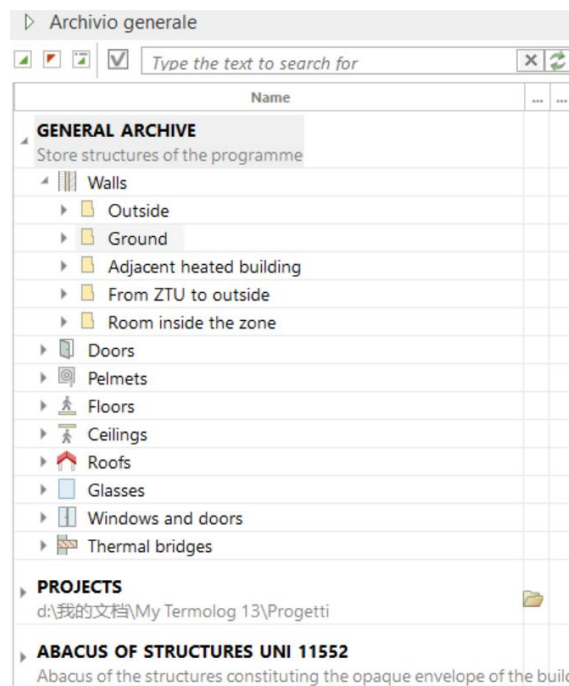 Archivio generale
Type the text to search for
Name ... ...
GENERAL ARCHIVE
Store structures of the programme
Walls
Outside
Ground
Adjacent heated building
From ZTU to outside
Room inside the zone
Doors
Pelmets
Floors
Ceilings
Roofs
Glasses
Windows and doors
Thermal bridges
PROJECTS
d:\我的文档\My Termolog 13\Progetti
ABACUS OF STRUCTURES UNI 11552
Abacus of the structures constituting the opaque envelope of the